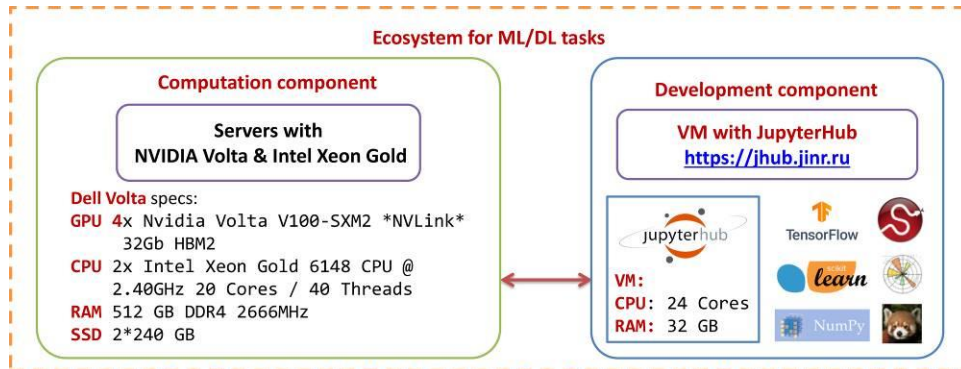 Ecosystem for ML/DL tasks
Computation component
Servers with
NVIDIA Volta & Intel Xeon Gold
Dell Volta specs:
GPU 4x Nvidia Volta V100-SXM2 *NVLink*
32Gb HBM2
CPU 2x Intel Xeon Gold 6148 CPU @
2.40GHz 20 Cores / 40 Threads
RAM 512 GB DDR4 2666MHz
SSD 2*240 GB
Development component
VM with JupyterHub
https://jhub.jinr.ru
jupyterhub
VM:
CPU: 24 Cores
RAM: 32 GB
TensorFlow
scikit
learn
NumPy